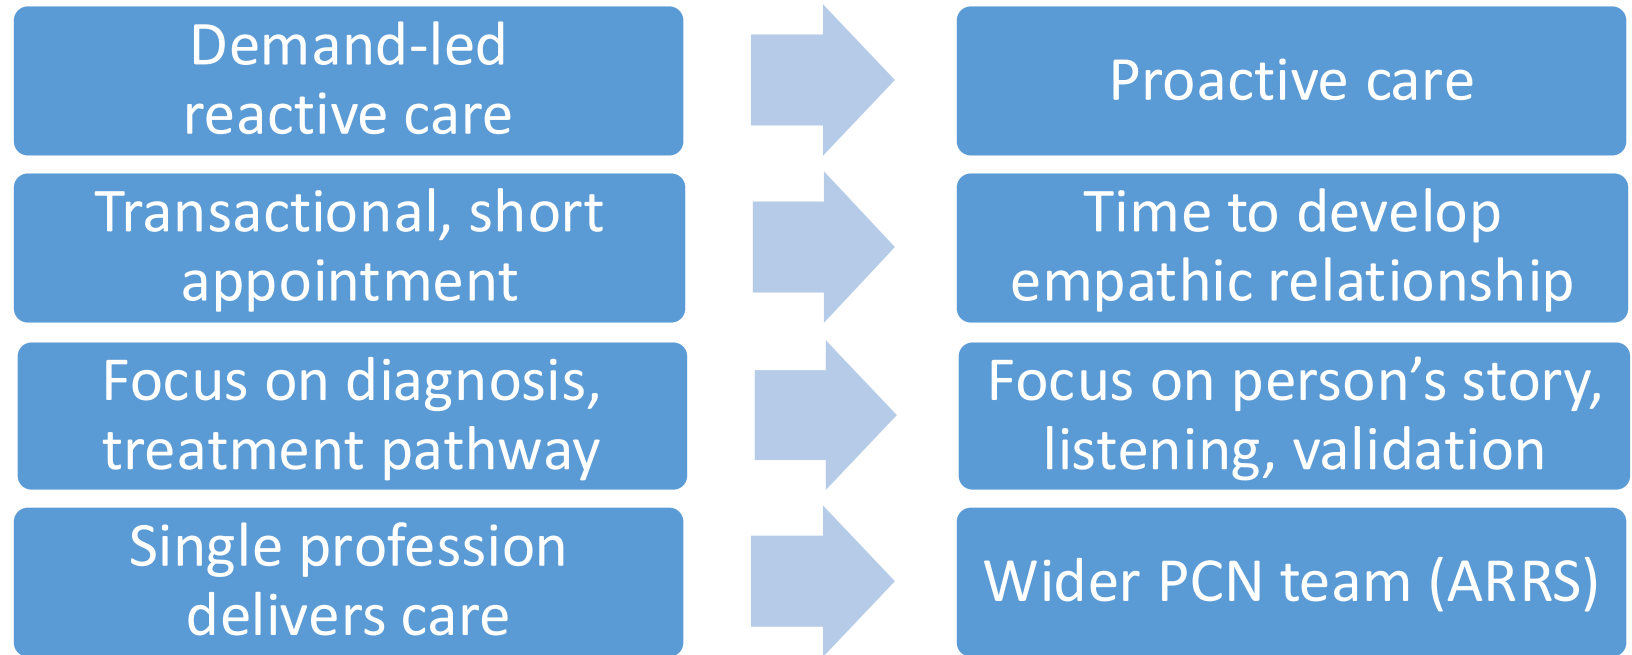 Demand-led
reactive care
Proactive care
Transactional, short
appointment
Time to develop
empathic relationship
Focus on diagnosis,
treatment pathway
Focus on person’s story,
listening, validation
Single profession
delivers care
Wider PCN team (ARRS)